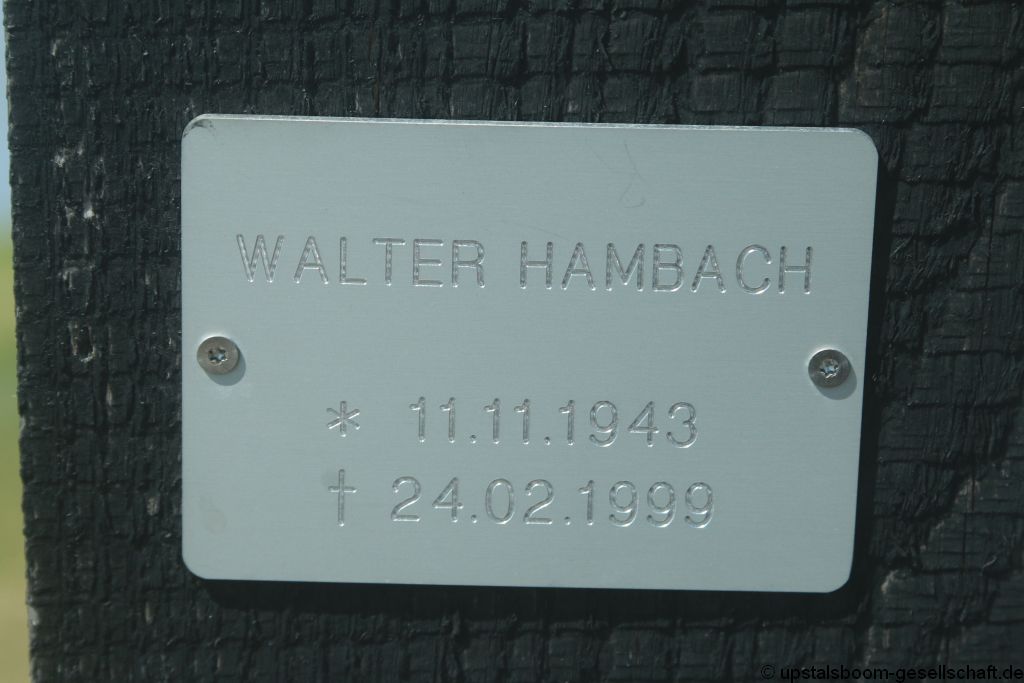 WALTER HAMBACH
* 11.11.1943
† 24.02.1999
© upstalsboom-gesellschaft.de